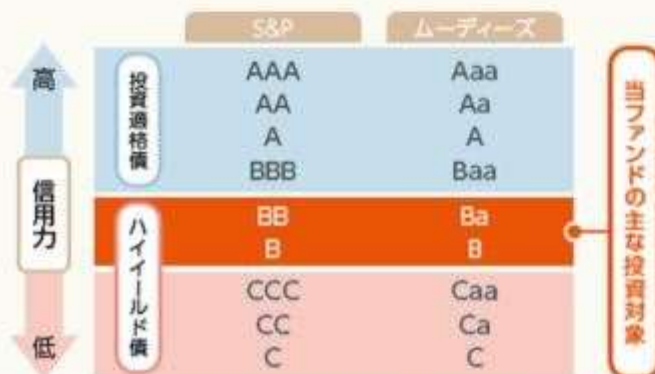 S&P ムーディーズ
高
信用力
低
投資適格債
AAA Aaa
AA Aa
A A
BBB Baa
ハイイールド債
BB Ba
B B
CCC Caa
CC Ca
C C
当ファンドの主な投資対象